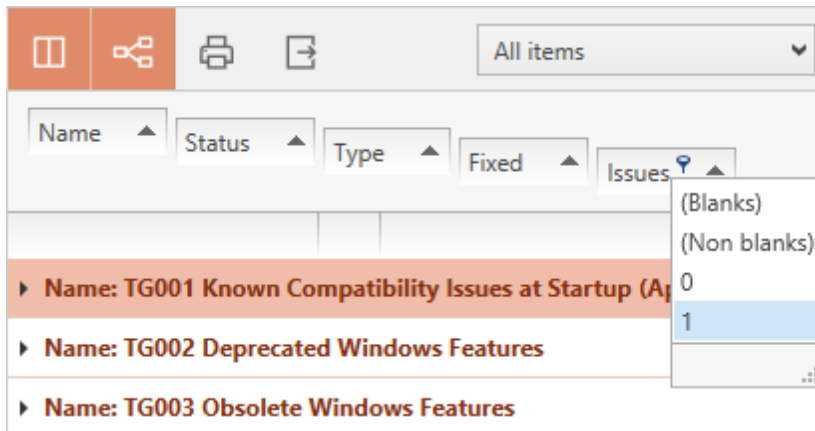 All items
Name
Status
Type
Fixed
Issues
(Blanks)
(Non blanks)
0
1
Name: TG001 Known Compatibility Issues at Startup (Ap
Name: TG002 Deprecated Windows Features
Name: TG003 Obsolete Windows Features